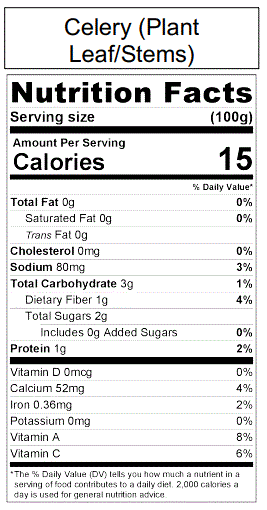 Celery (Plant
Leaf/Stems)
Nutrition Facts
Serving size (100g)
Amount Per Serving
Calories 15
% Daily Value*
Total Fat 0g 0%
Saturated Fat 0g 0%
Trans Fat 0g
Cholesterol 0mg 0%
Sodium 80mg 3%
Total Carbohydrate 3g 1%
Dietary Fiber 1g 4%
Total Sugars 2g
Includes 0g Added Sugars 0%
Protein 1g 2%
Vitamin D 0mcg 0%
Calcium 52mg 4%
Iron 0.36mg 2%
Potassium 0mg 0%
Vitamin A 8%
Vitamin C 6%
*The % Daily Value (DV) tells you how much a nutrient in a
serving of food contributes to a daily diet. 2,000 calories a
day is used for general nutrition advice.